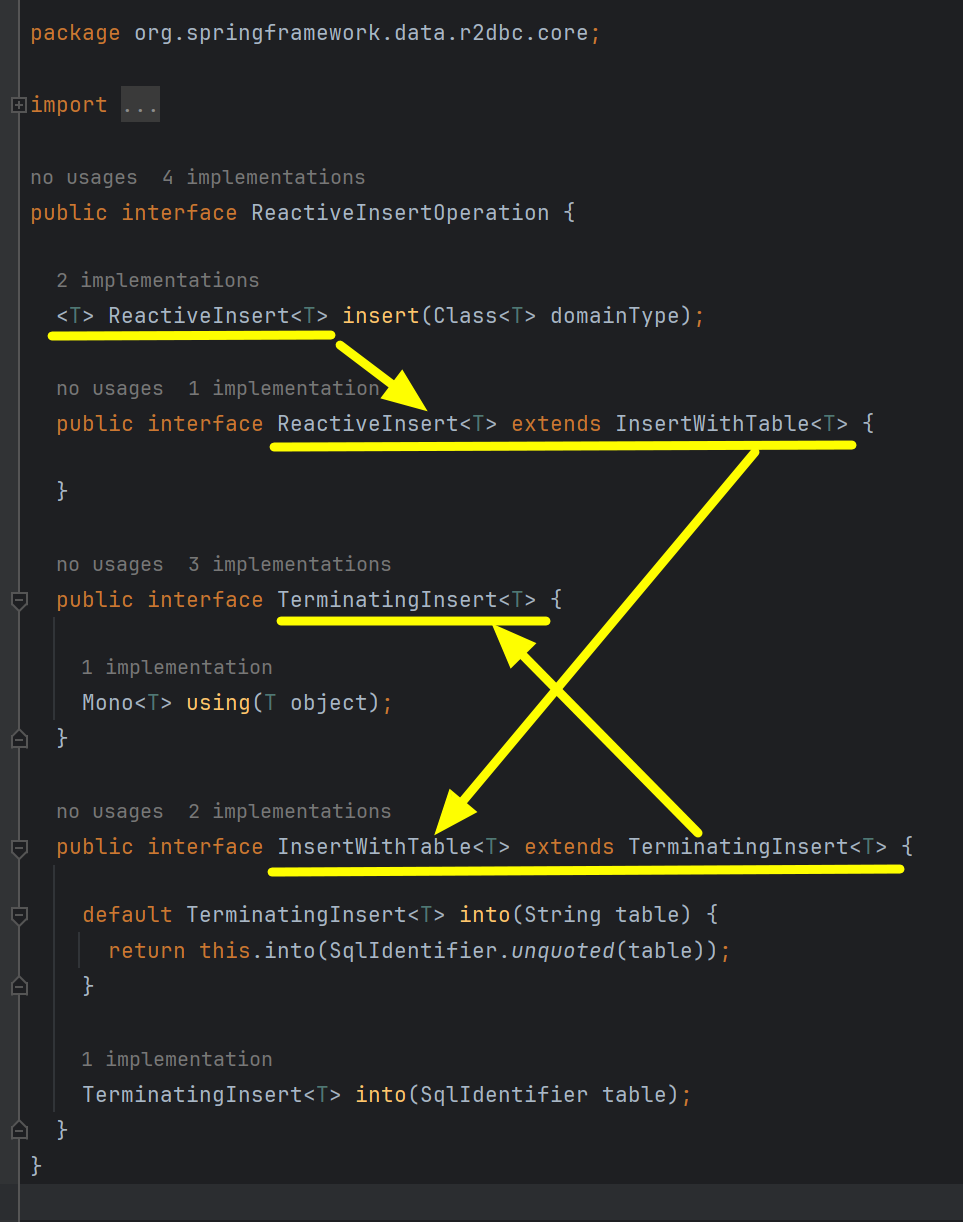 package org.springframework.data.r2dbc.core;
import ...
no usages  4 implementations
public interface ReactiveInsertOperation {
2 implementations
<T> ReactiveInsert<T> insert(Class<T> domainType);
no usages  1 implementation
public interface ReactiveInsert<T> extends InsertWithTable<T> {
}
no usages  3 implementations
public interface TerminatingInsert<T> {
1 implementation
Mono<T> using(T object);
}
no usages  2 implementations
public interface InsertWithTable<T> extends TerminatingInsert<T> {
default TerminatingInsert<T> into(String table) {
return this.into(SqlIdentifier.unquoted(table));
}
1 implementation
TerminatingInsert<T> into(SqlIdentifier table);
}
}